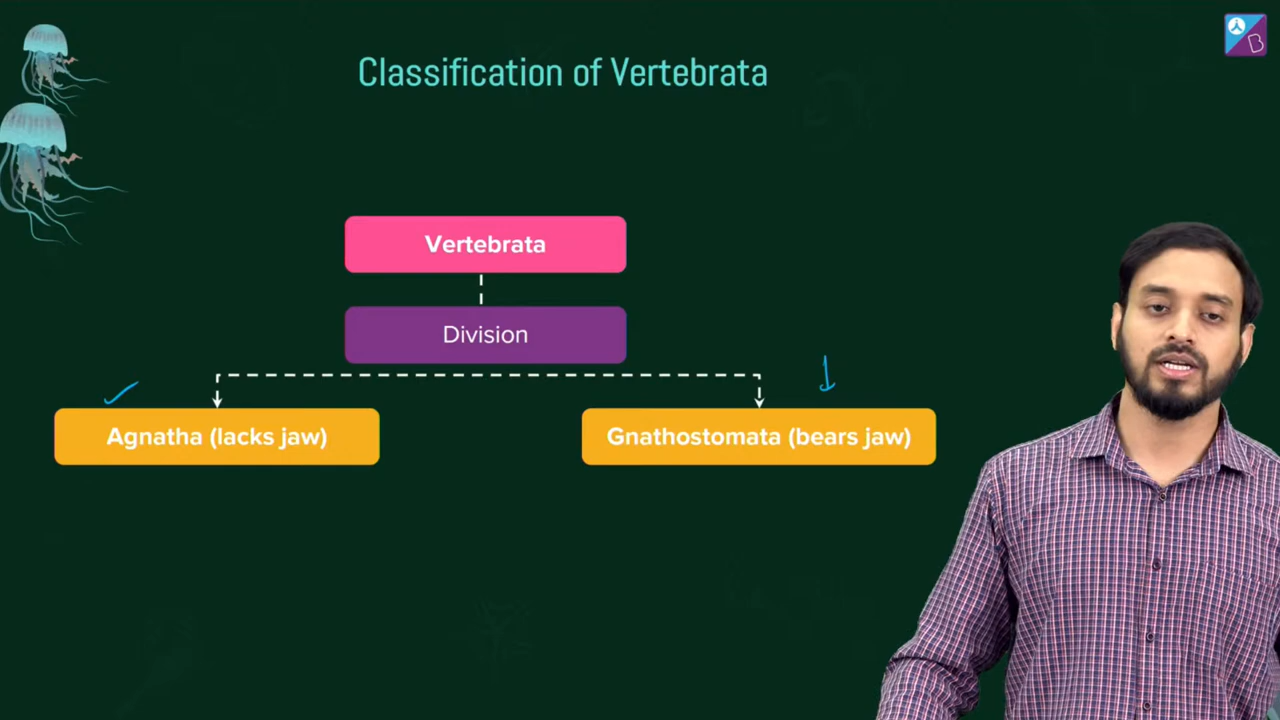 Classification of Vertebrata
Vertebrata
Division
Agnatha (lacks jaw)
Gnathostomata (bears jaw)
B